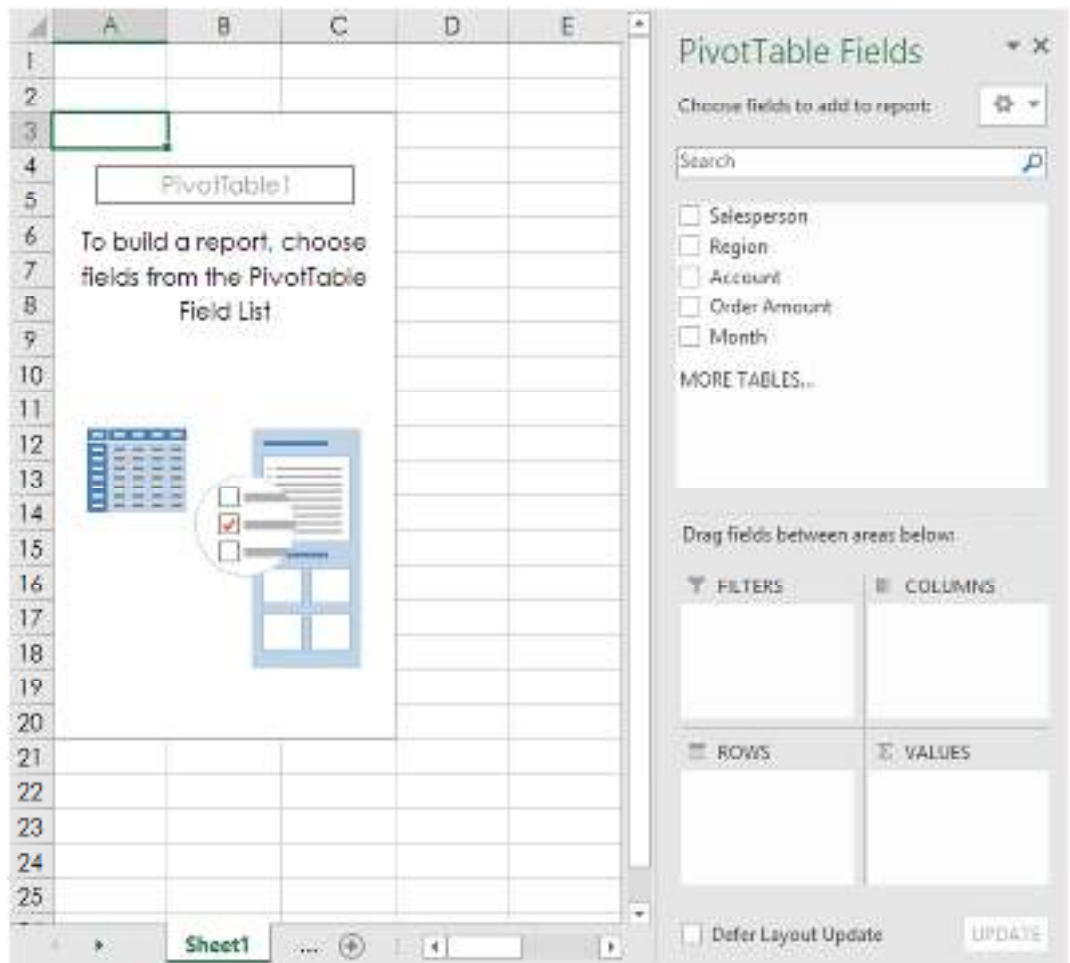 A B C D E
1
2
3
4
5
6
7
8
9
10
11
12
13
14
15
16
17
18
19
20
21
22
23
24
25
PivotTable1
To build a report, choose
fields from the PivotTable
Field List
Sheet1 ...
PivotTable Fields
Choose fields to add to report:
Search
Salesperson
Region
Account
Order Amount
Month
MORE TABLES...
Drag fields between areas below:
FILTERS
COLUMNS
ROWS
Σ VALUES
Defer Layout Update
UPDATE